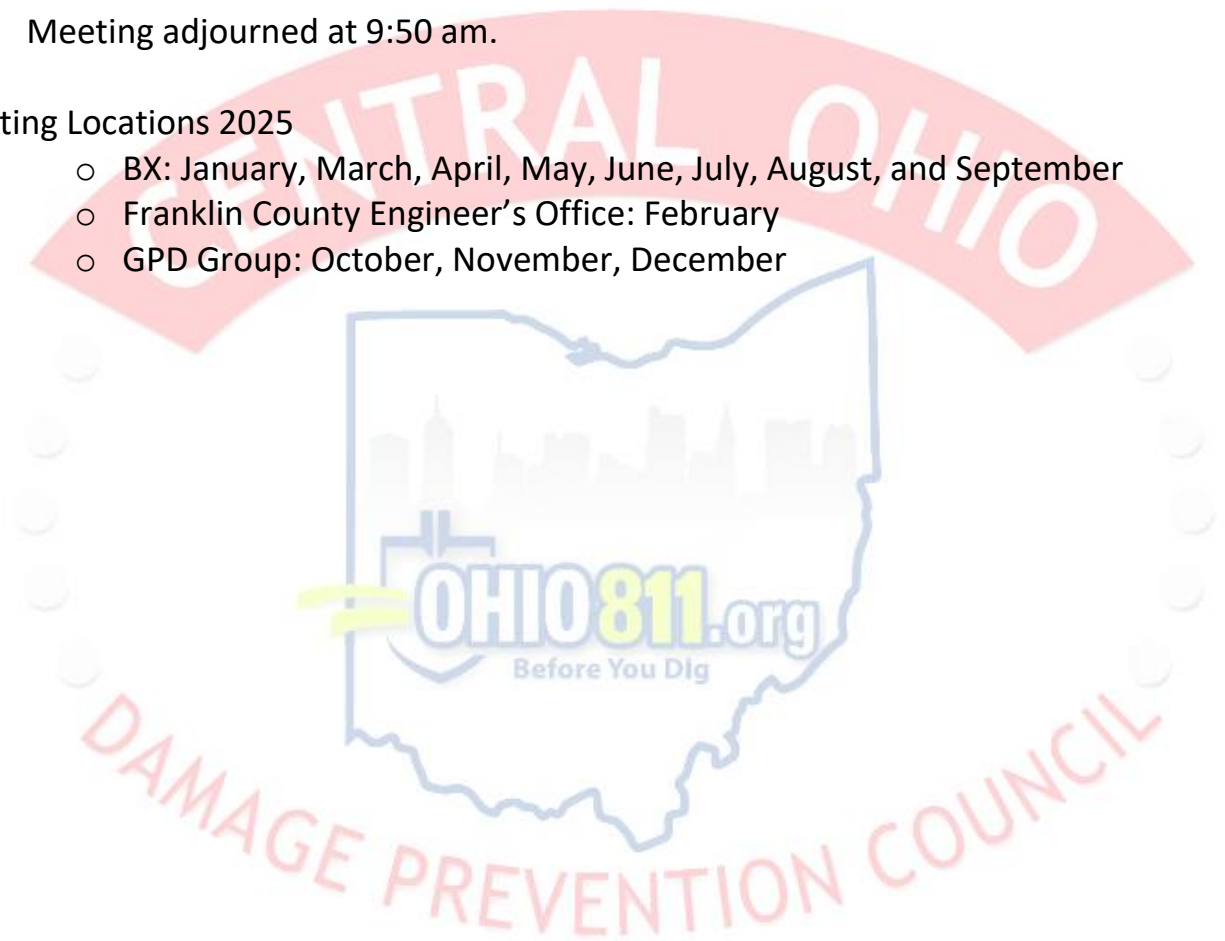 Meeting adjourned at 9:50 am.
ting Locations 2025
o BX: January, March, April, May, June, July, August, and September
o Franklin County Engineer’s Office: February
o GPD Group: October, November, December
CENTRAL OHIO
OHIO811.org
Before You Dig
DAMAGE PREVENTION COUNCIL